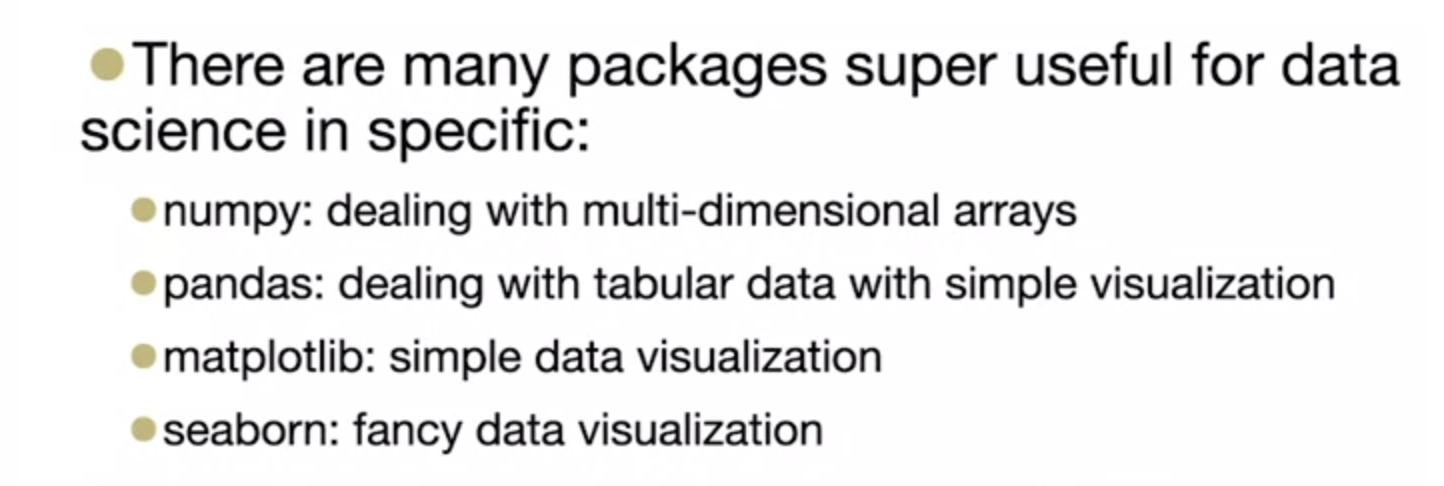 ●There are many packages super useful for data
science in specific:
●numpy: dealing with multi-dimensional arrays
●pandas: dealing with tabular data with simple visualization
●matplotlib: simple data visualization
●seaborn: fancy data visualization